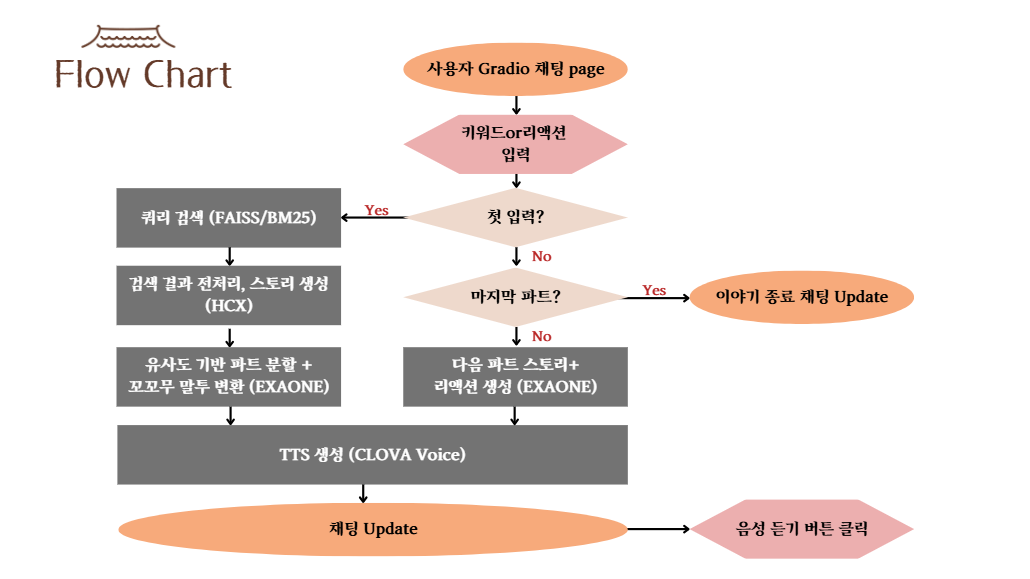 Flow Chart
사용자 Gradio 채팅 page
키워드or리액션
입력
첫 입력?
Yes
쿼리 검색 (FAISS/BM25)
No
검색 결과 전처리, 스토리 생성
(HCX)
마지막 파트?
Yes
이야기 종료 채팅 Update
No
유사도 기반 파트 분할 +
꼬꼬무 말투 변환 (EXAONE)
다음 파트 스토리+
리액션 생성 (EXAONE)
TTS 생성 (CLOVA Voice)
채팅 Update
음성 듣기 버튼 클릭